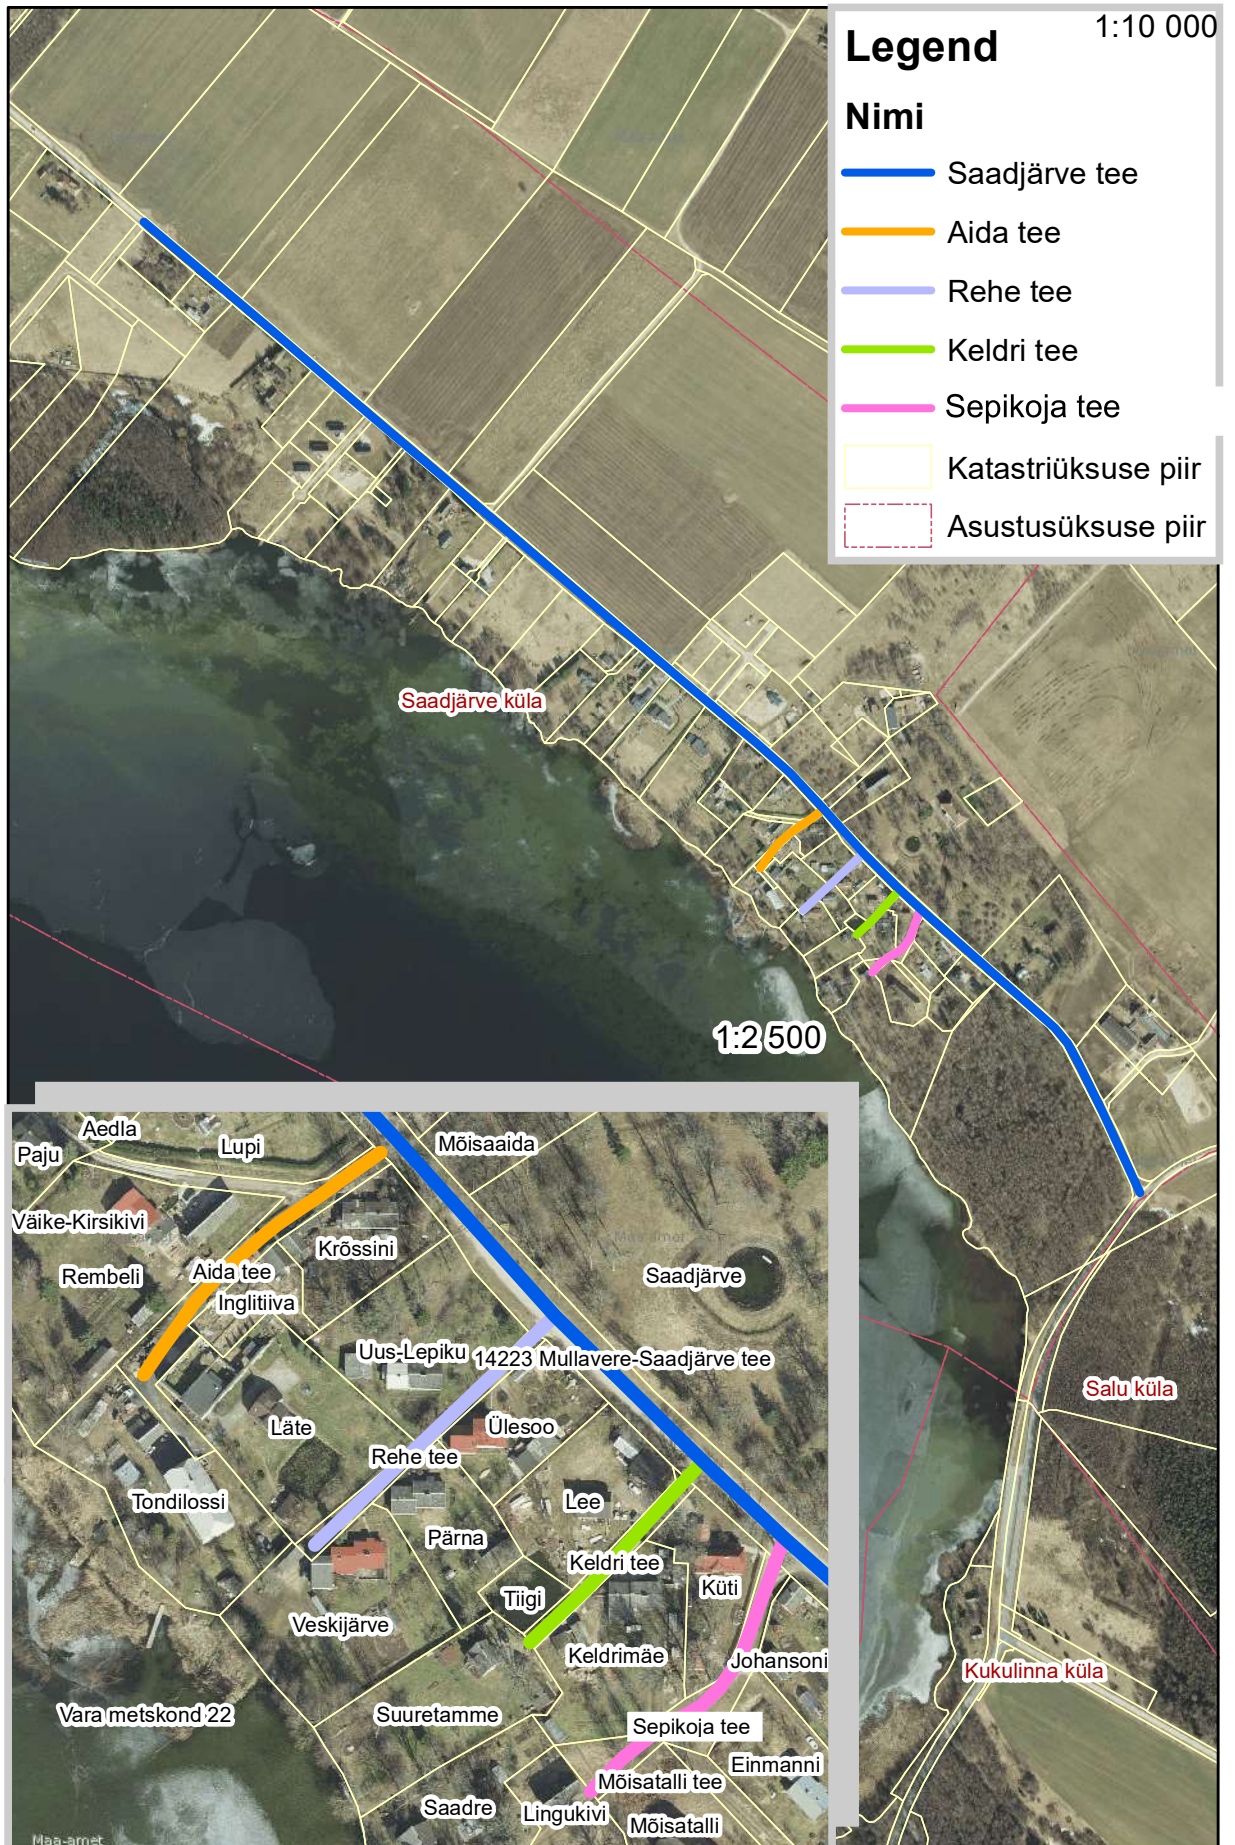 1:10 000
Legend
Nimi
Saadjärve tee
Aida tee
Rehe tee
Keldri tee
Sepikoja tee
Katastriüksuse piir
Asustusüksuse piir
Saadjärve küla
1:2 500
Aedla
Paju
Lupi
Mõisaaida
Väike-Kirsikivi
Krõssini
Rembeli
Aida tee
Saadjärve
Inglitiiva
Uus-Lepiku
14223 Mullavere-Saadjärve tee
Salu küla
Läte
Ülesoo
Rehe tee
Tondilossi
Lee
Pärna
Keldri tee
Küti
Tiigi
Veskijärve
Keldrimäe
Johansoni
Kukulinna küla
Vara metskond 22
Suuretamme
Sepikoja tee
Einmanni
Mõisatalli tee
Saadre
Lingukivi
Mõisatalli
Maa-amet